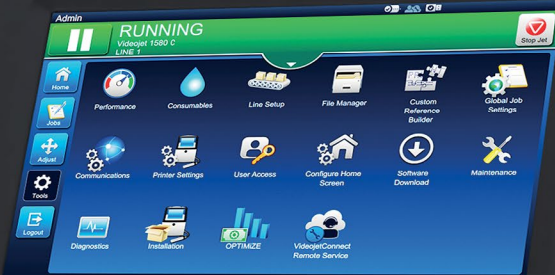 Admin
RUNNING
Videojet 1580 C
LINE 1
Stop Jet
Home
Jobs
Adjust
Tools
Logout
Performance
Consumables
Line Setup
File Manager
Custom
Reference
Builder
Global Job
Settings
Communications
Printer Settings
User Access
Configure Home
Screen
Software
Download
Maintenance
Diagnostics
Installation
OPTIMIZE
VideojetConnect
Remote Service